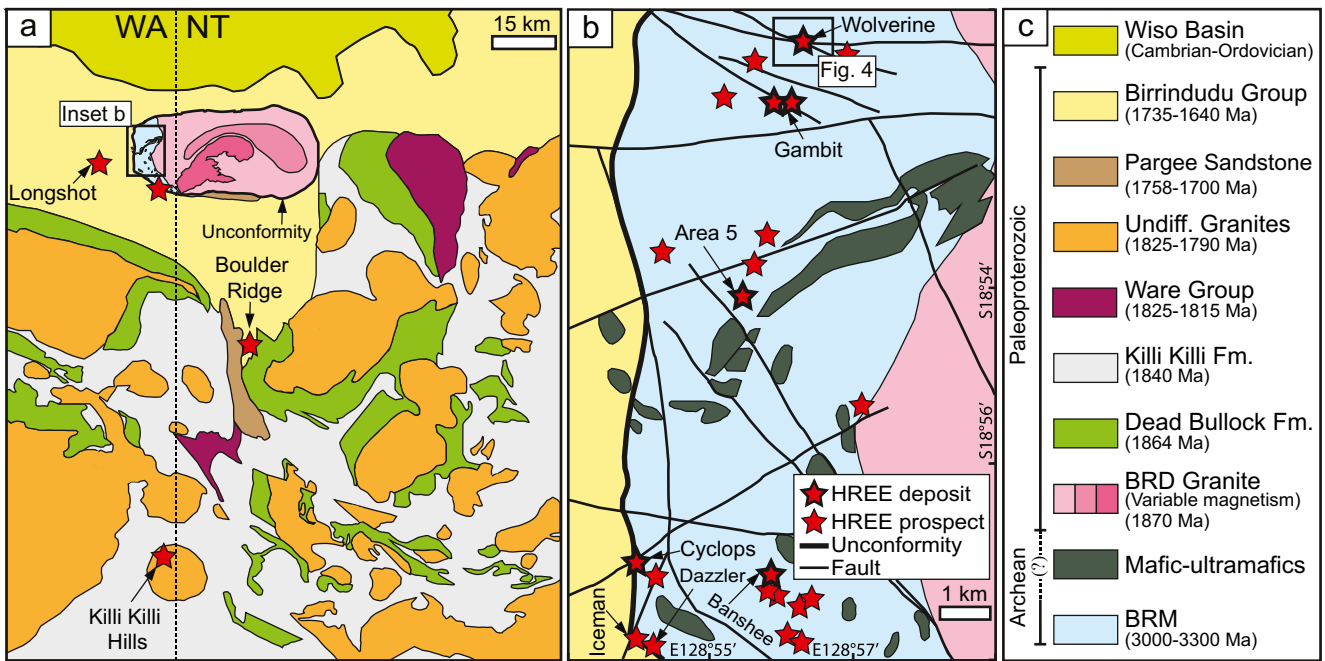 a
WA NT
15 km
Inset b
Longshot
Unconformity
Boulder
Ridge
Killi Killi
Hills
b
Wolverine
Fig. 4
Gambit
Area 5
S18°54′
S18°56′
HREE deposit
HREE prospect
Unconformity
Fault
1 km
Cyclops
Dazzler
Banshee
Iceman
E128°55′
E128°57′
c
Wiso Basin
(Cambrian-Ordovician)
Birrindudu Group
(1735-1640 Ma)
Pargee Sandstone
(1758-1700 Ma)
Undiff. Granites
(1825-1790 Ma)
Ware Group
(1825-1815 Ma)
Killi Killi Fm.
(1840 Ma)
Dead Bullock Fm.
(1864 Ma)
BRD Granite
(Variable magnetism)
(1870 Ma)
Mafic-ultramafics
BRM
(3000-3300 Ma)
Paleoproterozoic
(?)
Archean